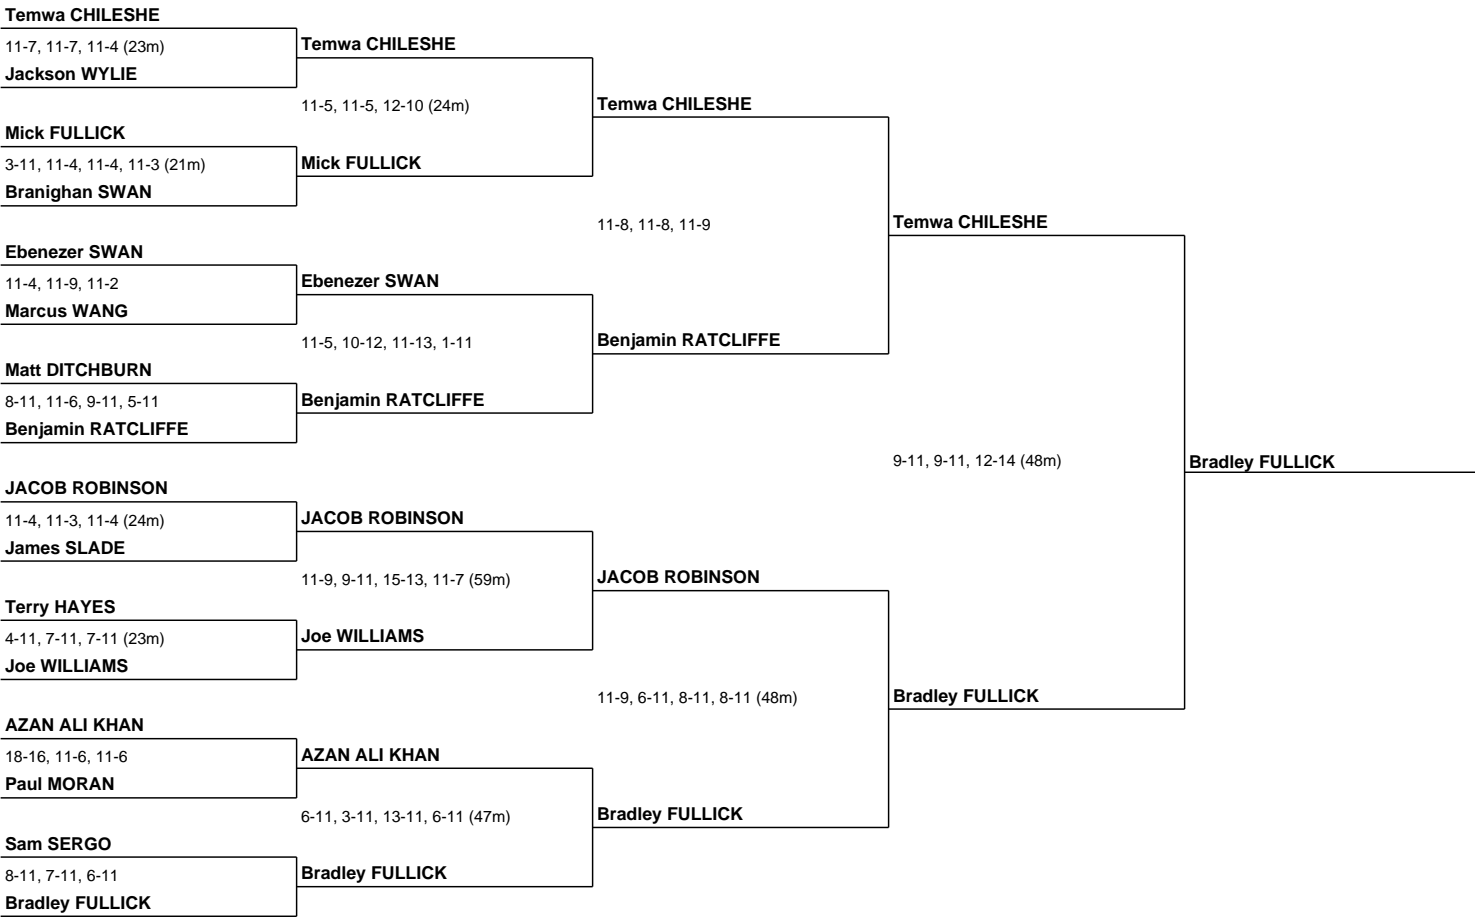 Temwa CHILESHE
11-7, 11-7, 11-4 (23m)
Jackson WYLIE
Mick FULLICK
3-11, 11-4, 11-4, 11-3 (21m)
Branighan SWAN
Ebenezer SWAN
11-4, 11-9, 11-2
Marcus WANG
Matt DITCHBURN
8-11, 11-6, 9-11, 5-11
Benjamin RATCLIFFE
JACOB ROBINSON
11-4, 11-3, 11-4 (24m)
James SLADE
Terry HAYES
4-11, 7-11, 7-11 (23m)
Joe WILLIAMS
AZAN ALI KHAN
18-16, 11-6, 11-6
Paul MORAN
Sam SERGO
8-11, 7-11, 6-11
Bradley FULLICK
Temwa CHILESHE
11-5, 11-5, 12-10 (24m)
Mick FULLICK
Ebenezer SWAN
11-5, 10-12, 11-13, 1-11
Benjamin RATCLIFFE
JACOB ROBINSON
11-9, 9-11, 15-13, 11-7 (59m)
Joe WILLIAMS
AZAN ALI KHAN
6-11, 3-11, 13-11, 6-11 (47m)
Bradley FULLICK
Temwa CHILESHE
11-8, 11-8, 11-9
Benjamin RATCLIFFE
JACOB ROBINSON
11-9, 6-11, 8-11, 8-11 (48m)
Bradley FULLICK
Temwa CHILESHE
9-11, 9-11, 12-14 (48m)
Bradley FULLICK
Bradley FULLICK